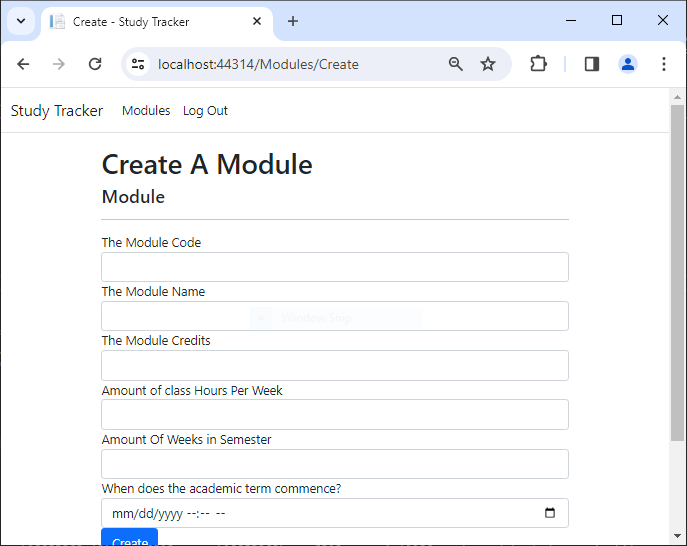 Create - Study Tracker
localhost:44314/Modules/Create
Study Tracker Modules Log Out
Create A Module
Module
The Module Code
The Module Name
Window Snip
The Module Credits
Amount of class Hours Per Week
Amount Of Weeks in Semester
When does the academic term commence?
mm/dd/yyyy --:-- --
Create